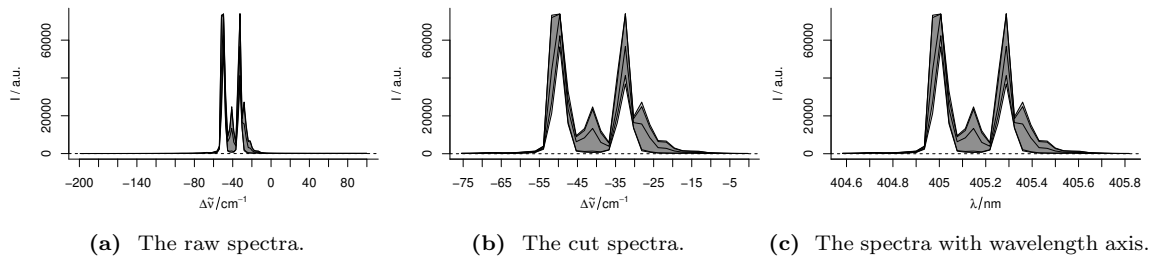 I / a.u.
0 20000 60000
−200 −140 −80 −40 0 40 80
Δν̃/cm⁻¹
I / a.u.
0 20000 60000
−75 −65 −55 −45 −35 −25 −15 −5
Δν̃/cm⁻¹
I / a.u.
0 20000 60000
404.6 404.8 405 405.2 405.4 405.6 405.8
λ/nm
(a) The raw spectra.
(b) The cut spectra.
(c) The spectra with wavelength axis.